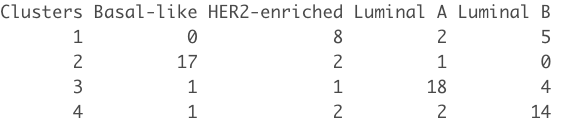 Clusters Basal-like HER2-enriched Luminal A Luminal B
1 0 8 2 5
2 17 2 1 0
3 1 1 18 4
4 1 2 2 14